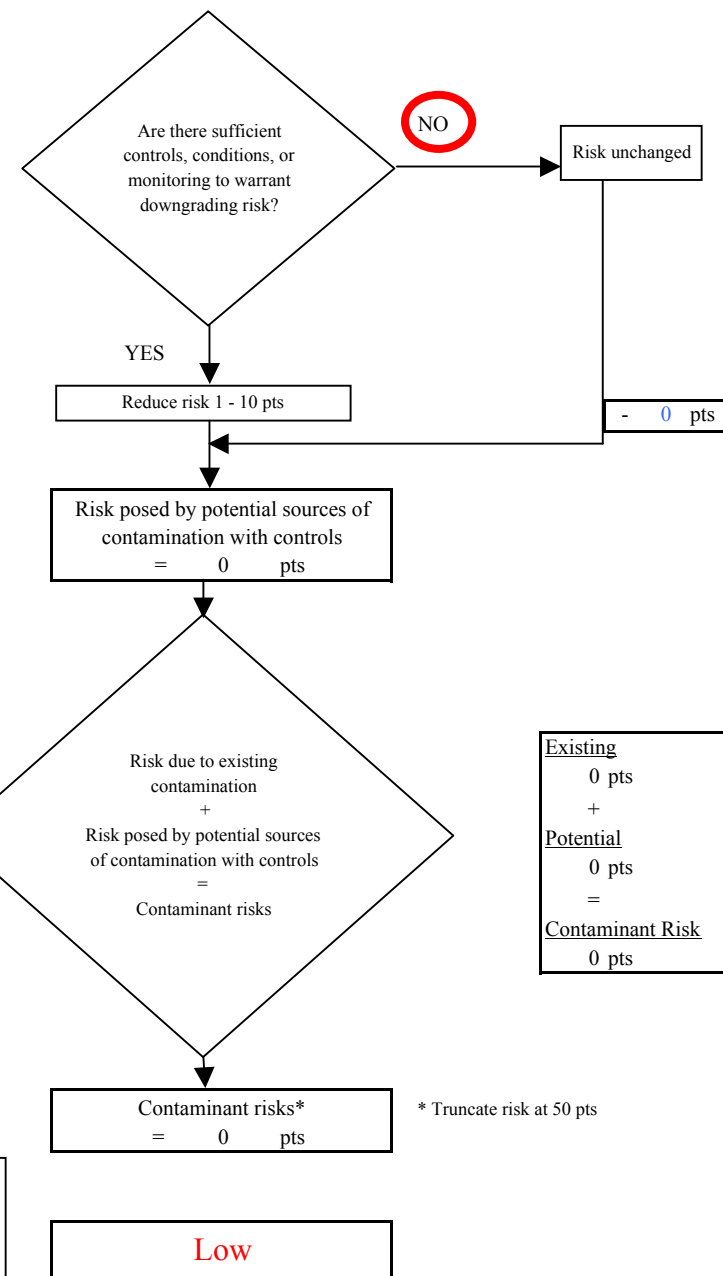 Are there sufficient
controls, conditions, or
monitoring to warrant
downgrading risk?
NO
Risk unchanged
YES
Reduce risk 1 - 10 pts
- 0 pts
Risk posed by potential sources of
contamination with controls
= 0 pts
Risk due to existing
contamination
+
Risk posed by potential sources
of contamination with controls
=
Contaminant risks
Existing
0 pts
+
Potential
0 pts
=
Contaminant Risk
0 pts
Contaminant risks*
= 0 pts
* Truncate risk at 50 pts
Low